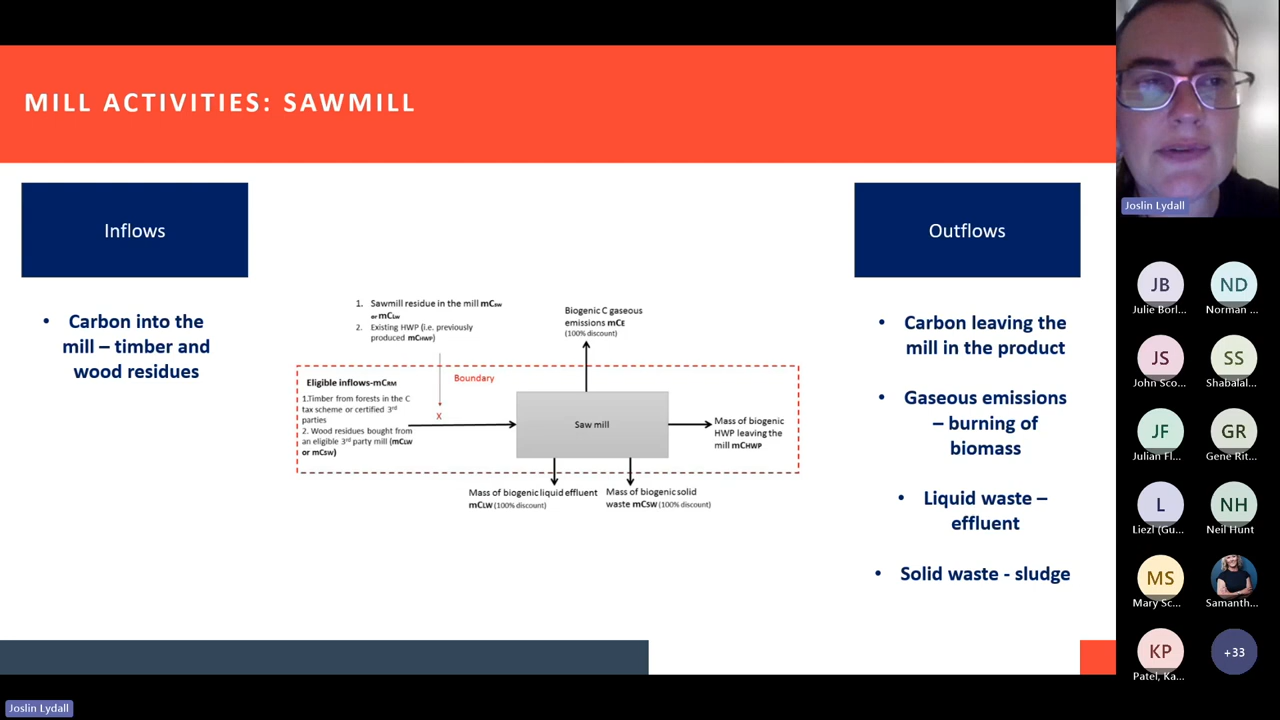 MILL ACTIVITIES: SAWMILL
Inflows
• Carbon into the
mill – timber and
wood residues
1. Sawmill residue in the mill mCsw
or mCLw
2. Existing HWP (i.e. previously
produced mCHWP)
Biogenic C gaseous
emissions mCE
(100% discount)
Boundary
Eligible inflows-mCRM
1.Timber from forests in the C
tax scheme or certified 3rd
parties
2. Wood residues bought from
an eligible 3rd party mill (mCLW
or mCSW)
X
Saw mill
Mass of biogenic
HWP leaving the
mill mCHWP
Mass of biogenic liquid effluent
mCLW (100% discount)
Mass of biogenic solid
waste mCSW (100% discount)
Outflows
• Carbon leaving the
mill in the product
• Gaseous emissions
– burning of
biomass
• Liquid waste –
effluent
• Solid waste - sludge
Joslin Lydall
JB
Julie Borl...
ND
Norman ...
JS
John Sco...
SS
Shabalal...
JF
Julian Fl...
GR
Gene Rit...
L
Liezl (Gu...
NH
Neil Hunt
MS
Mary Sc...
Samanth...
KP
Patel, Ka...
+33
Joslin Lydall